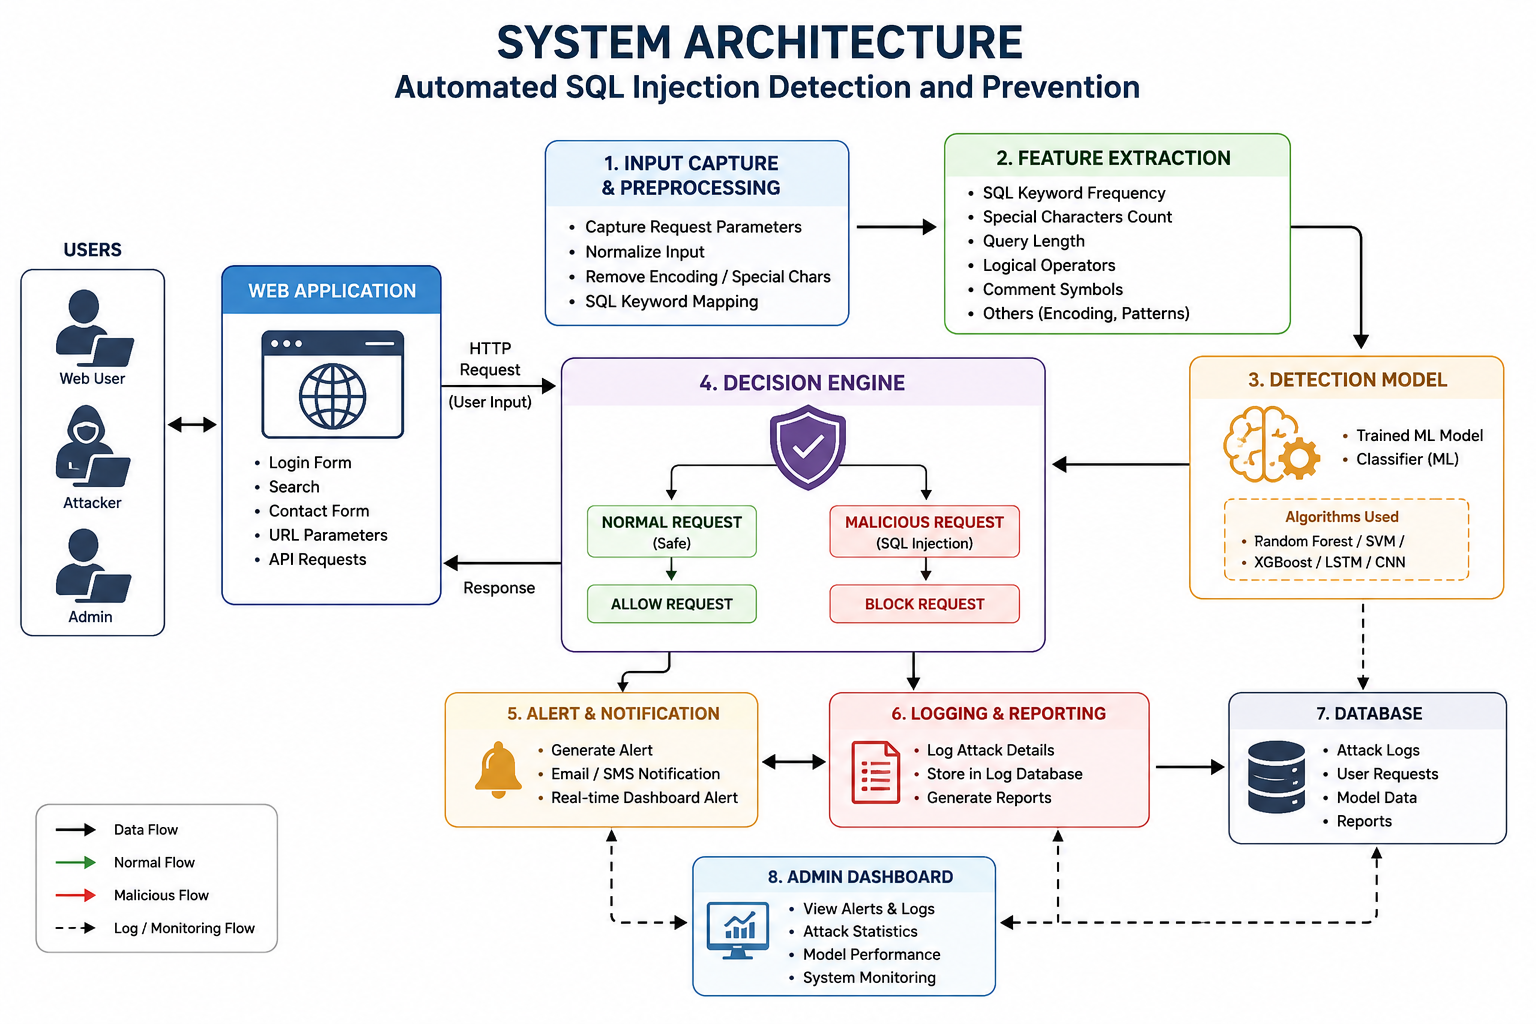 SYSTEM ARCHITECTURE
Automated SQL Injection Detection and Prevention
USERS
Web User
Attacker
Admin
WEB APPLICATION
• Login Form
• Search
• Contact Form
• URL Parameters
• API Requests
HTTP
Request
(User Input)
Response
1. INPUT CAPTURE
& PREPROCESSING
• Capture Request Parameters
• Normalize Input
• Remove Encoding / Special Chars
• SQL Keyword Mapping
2. FEATURE EXTRACTION
• SQL Keyword Frequency
• Special Characters Count
• Query Length
• Logical Operators
• Comment Symbols
• Others (Encoding, Patterns)
3. DETECTION MODEL
• Trained ML Model
• Classifier (ML)
Algorithms Used
• Random Forest / SVM /
• XGBoost / LSTM / CNN
4. DECISION ENGINE
NORMAL REQUEST
(Safe)
ALLOW REQUEST
MALICIOUS REQUEST
(SQL Injection)
BLOCK REQUEST
5. ALERT & NOTIFICATION
• Generate Alert
• Email / SMS Notification
• Real-time Dashboard Alert
6. LOGGING & REPORTING
• Log Attack Details
• Store in Log Database
• Generate Reports
7. DATABASE
• Attack Logs
• User Requests
• Model Data
• Reports
8. ADMIN DASHBOARD
• View Alerts & Logs
• Attack Statistics
• Model Performance
• System Monitoring
Data Flow
Normal Flow
Malicious Flow
Log / Monitoring Flow